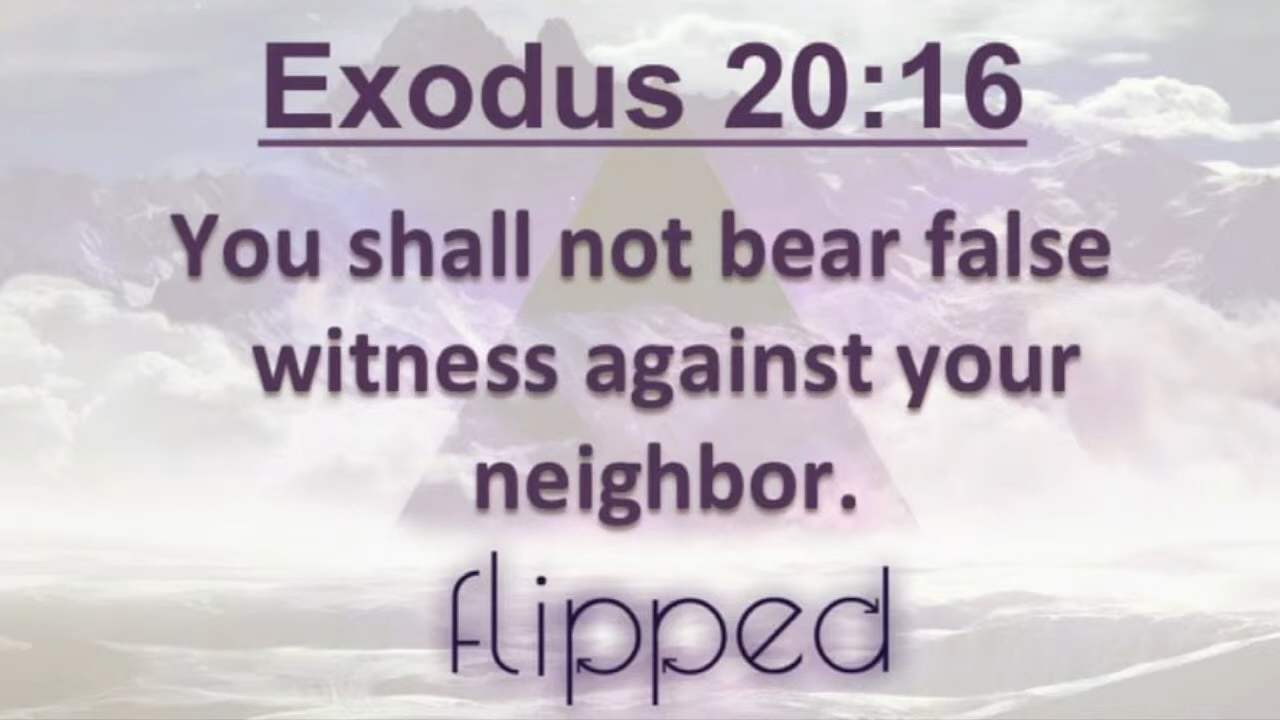 Exodus 20:16
You shall not bear false
witness against your
neighbor.
flipped